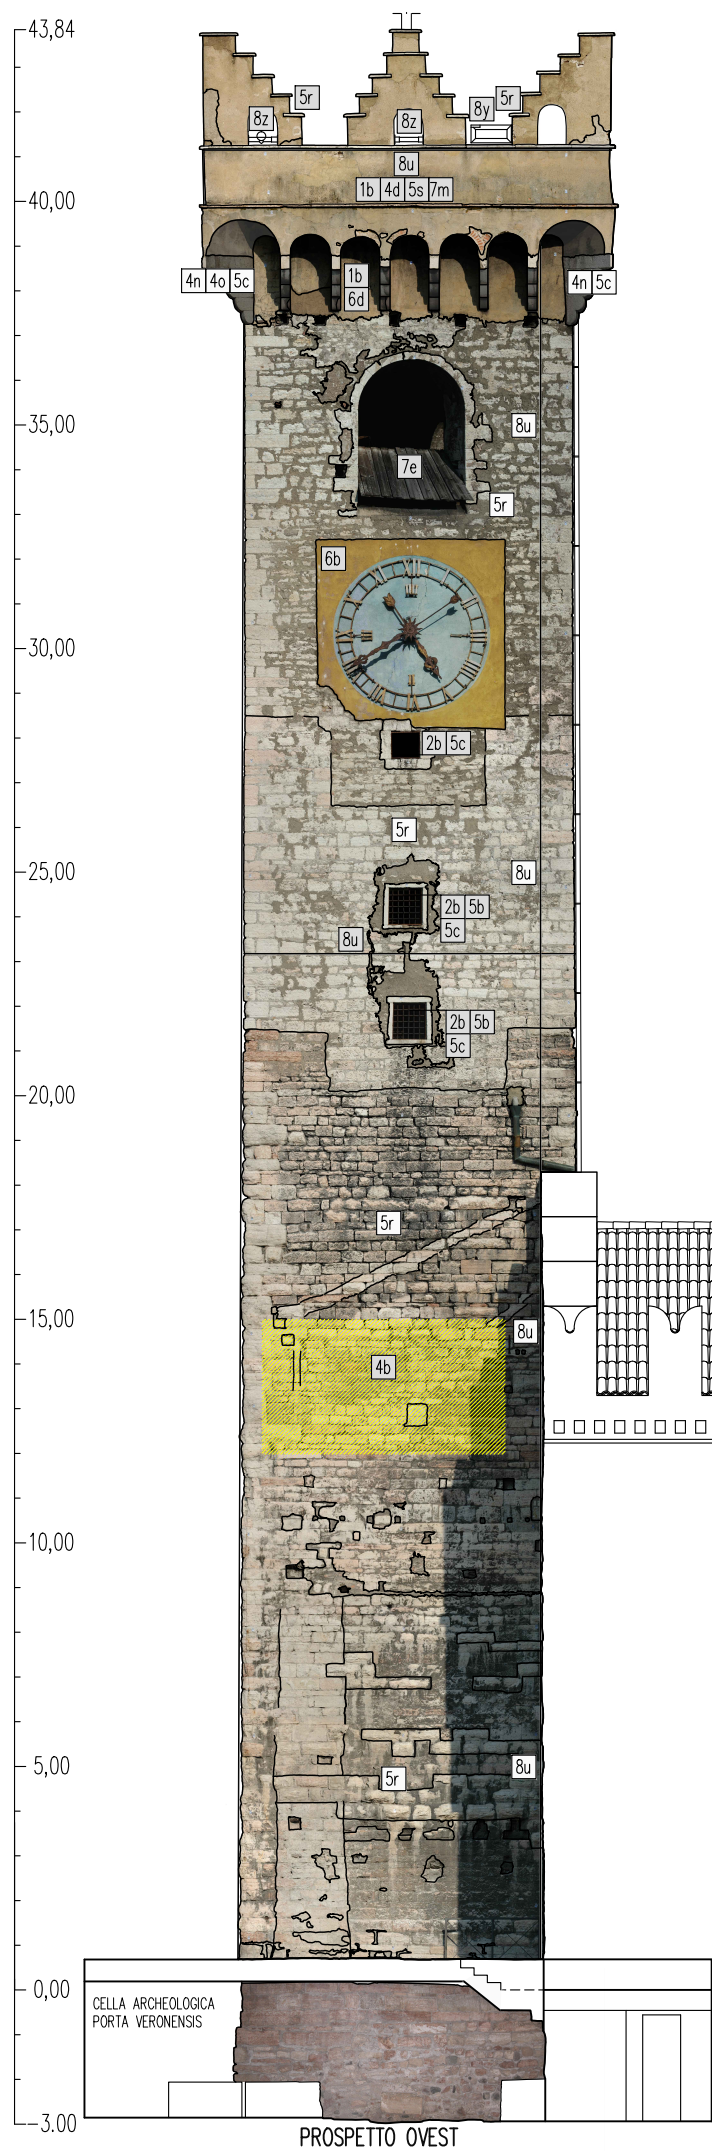 43,84
5r
8z
8z
8y
5r
8u
1b 4d 5s 7m
40,00
4n 4o 5c
1b
6d
4n 5c
35,00
8u
7e
5r
6b
XII
30,00
2b 5c
5r
25,00
8u
2b 5b
5c
8u
2b 5b
5c
20,00
5r
15,00
8u
4b
10,00
5,00
8u
5r
0,00
CELLA ARCHEOLOGICA
PORTA VERONENSIS
-3.00
PROSPETTO OVEST